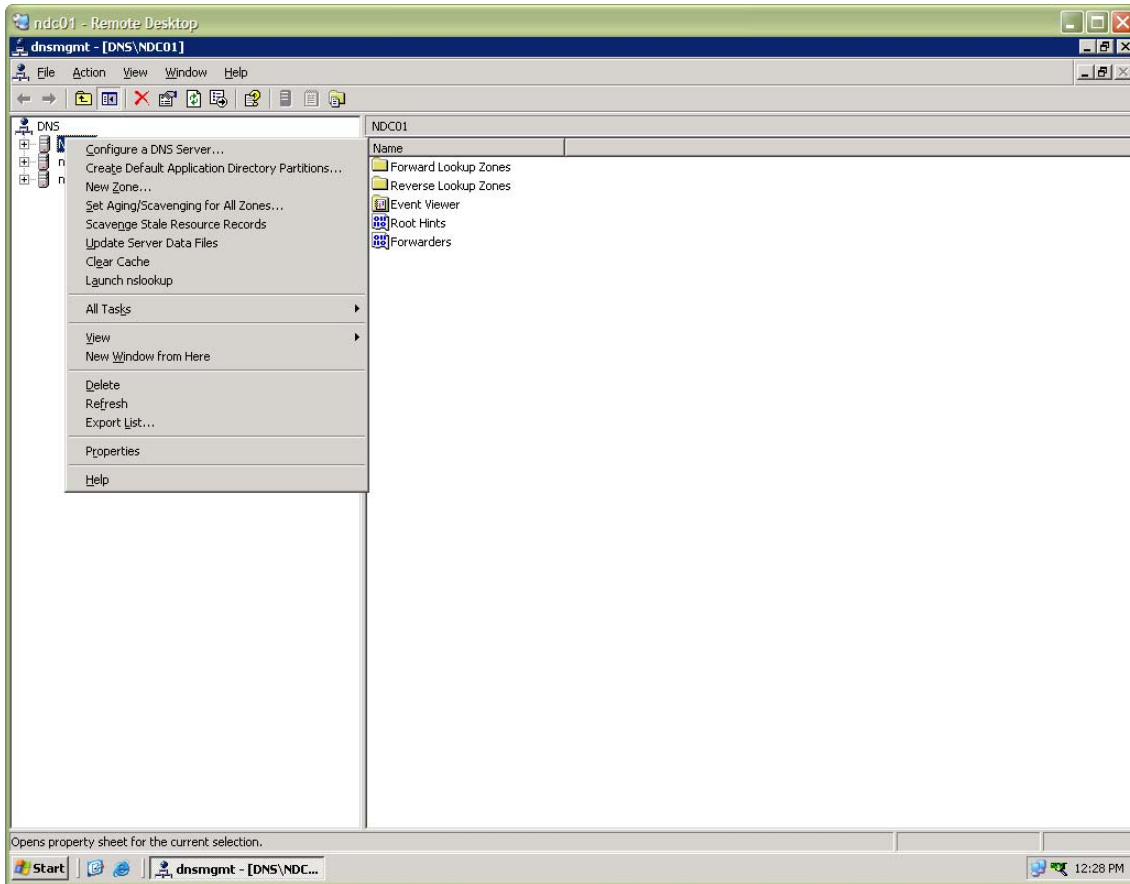 ndc01 - Remote Desktop
dnsmgmt - [DNS\NDC01]
File Action View Window Help
DNS
N
n
n
Configure a DNS Server...
Create Default Application Directory Partitions...
New Zone...
Set Aging/Scavenging for All Zones...
Scavenge Stale Resource Records
Update Server Data Files
Clear Cache
Launch nslookup
All Tasks
View
New Window from Here
Delete
Refresh
Export List...
Properties
Help
NDC01
Name
Forward Lookup Zones
Reverse Lookup Zones
Event Viewer
Root Hints
Forwarders
Opens property sheet for the current selection.
Start
dnsmgmt - [DNS\NDC...
12:28 PM